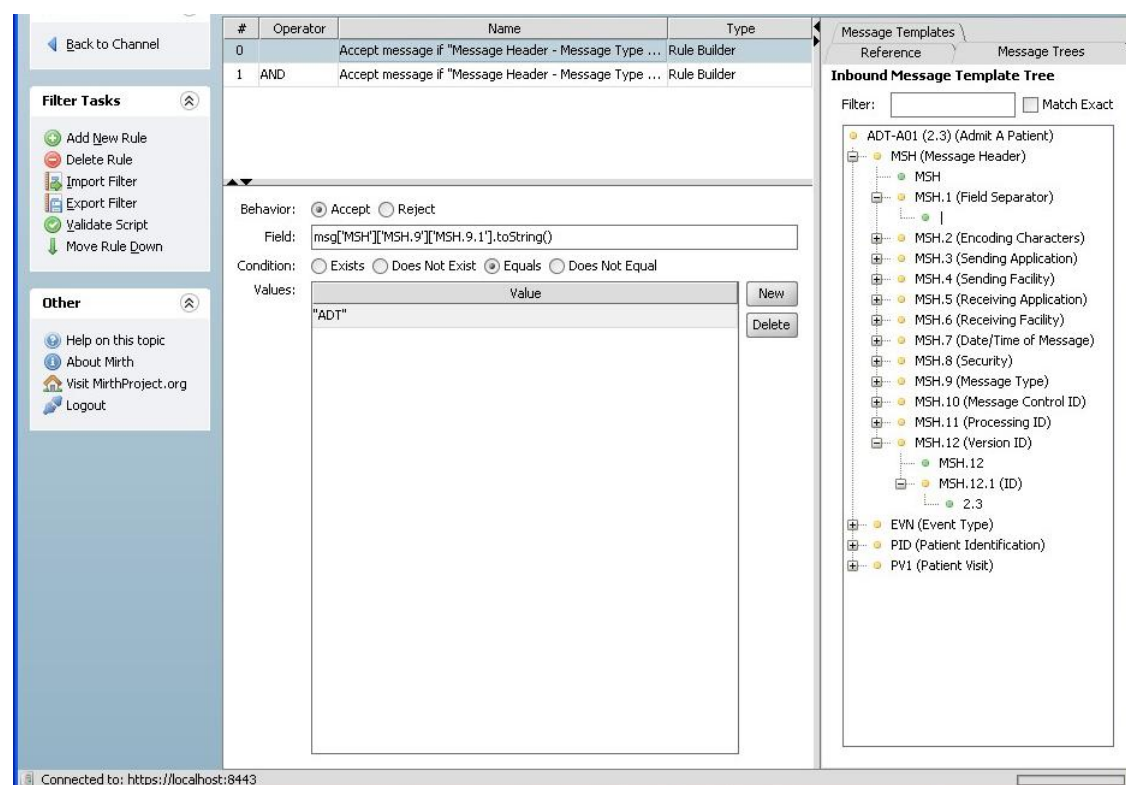 Back to Channel
Filter Tasks
Add New Rule
Delete Rule
Import Filter
Export Filter
Validate Script
Move Rule Down
Other
Help on this topic
About Mirth
Visit MirthProject.org
Logout
# Operator Name Type
0 Accept message if "Message Header - Message Type ... Rule Builder
1 AND Accept message if "Message Header - Message Type ... Rule Builder
Behavior: Accept Reject
Field: msg['MSH']['MSH.9']['MSH.9.1'].toString()
Condition: Exists Does Not Exist Equals Does Not Equal
Values: Value New
"ADT" Delete
Message Templates
Reference Message Trees
Inbound Message Template Tree
Filter: Match Exact
ADT-A01 (2.3) (Admit A Patient)
MSH (Message Header)
MSH
MSH.1 (Field Separator)
|
MSH.2 (Encoding Characters)
MSH.3 (Sending Application)
MSH.4 (Sending Facility)
MSH.5 (Receiving Application)
MSH.6 (Receiving Facility)
MSH.7 (Date/Time of Message)
MSH.8 (Security)
MSH.9 (Message Type)
MSH.10 (Message Control ID)
MSH.11 (Processing ID)
MSH.12 (Version ID)
MSH.12
MSH.12.1 (ID)
2.3
EVN (Event Type)
PID (Patient Identification)
PV1 (Patient Visit)
Connected to: https://localhost:8443